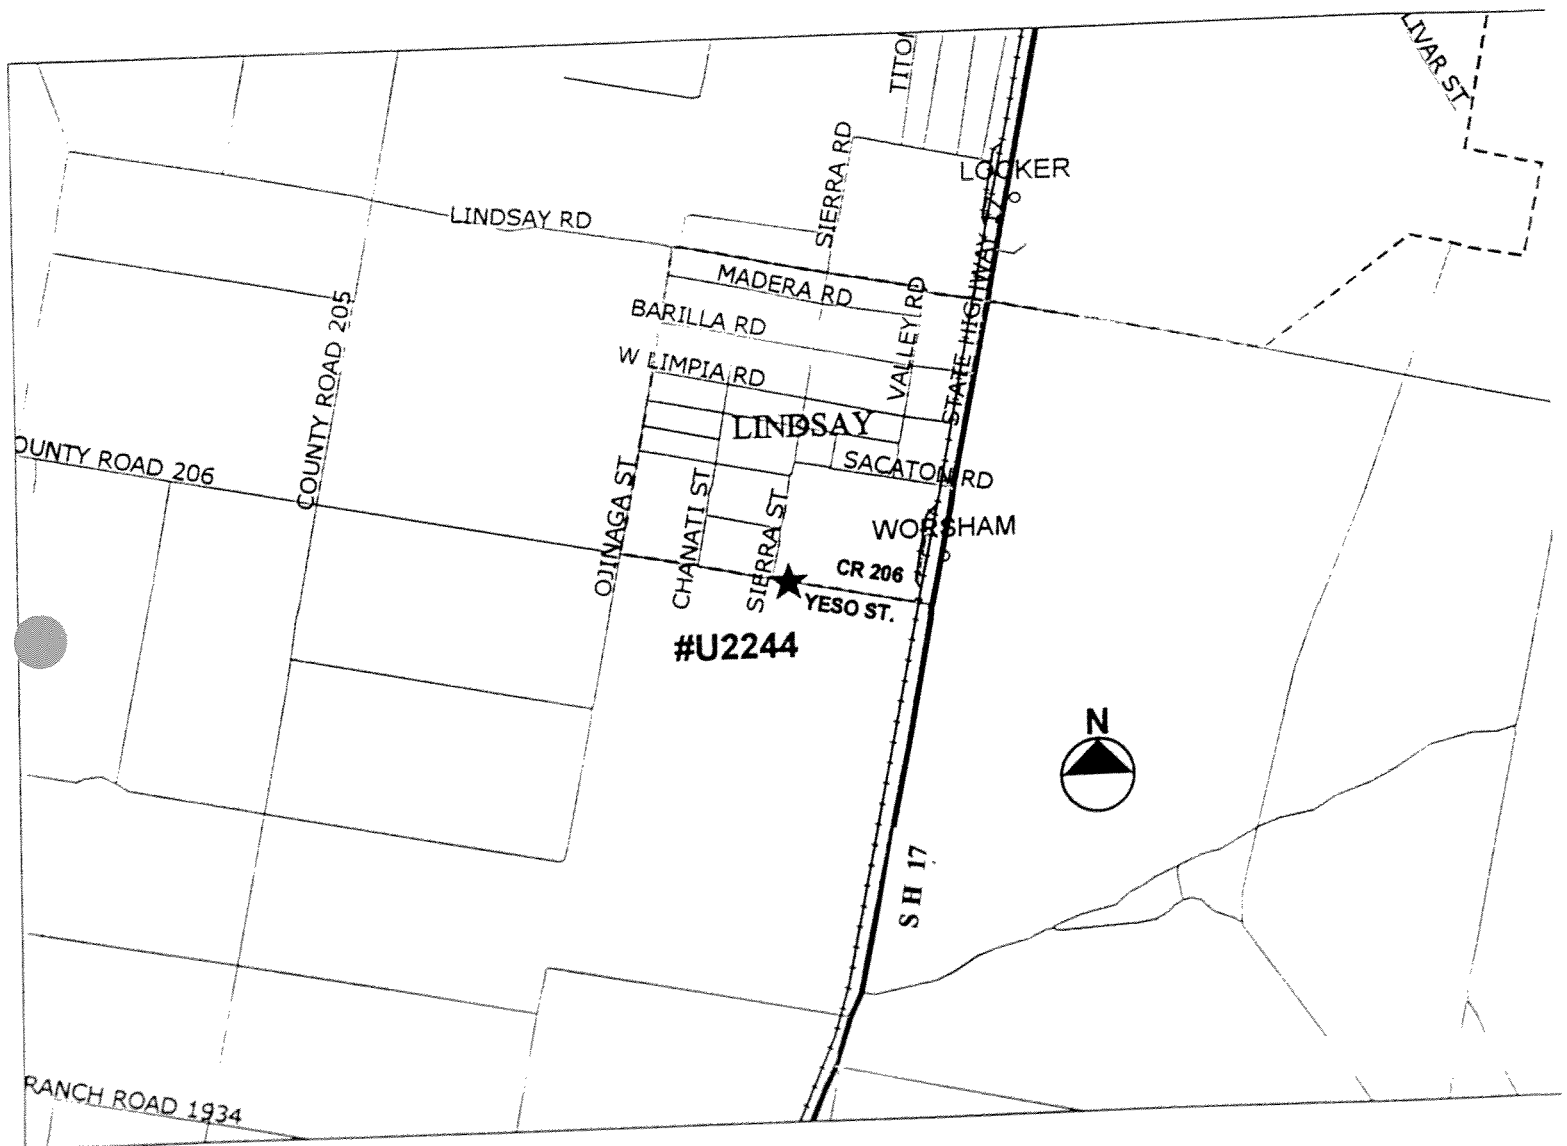 LIVAR ST
TITO
SIERRA RD
LOCKER
LINDSAY RD
STATE HIGHWAY 17
MADERA RD
VALLEY RD
BARILLA RD
COUNTY ROAD 205
W LIMPIA RD
LINDSAY
OUNTY ROAD 206
SACATON RD
OJINAGA ST
CHANATI ST
SIERRA ST
WORSHAM
CR 206
YESO ST.
#U2244
N
SH 17
RANCH ROAD 1934